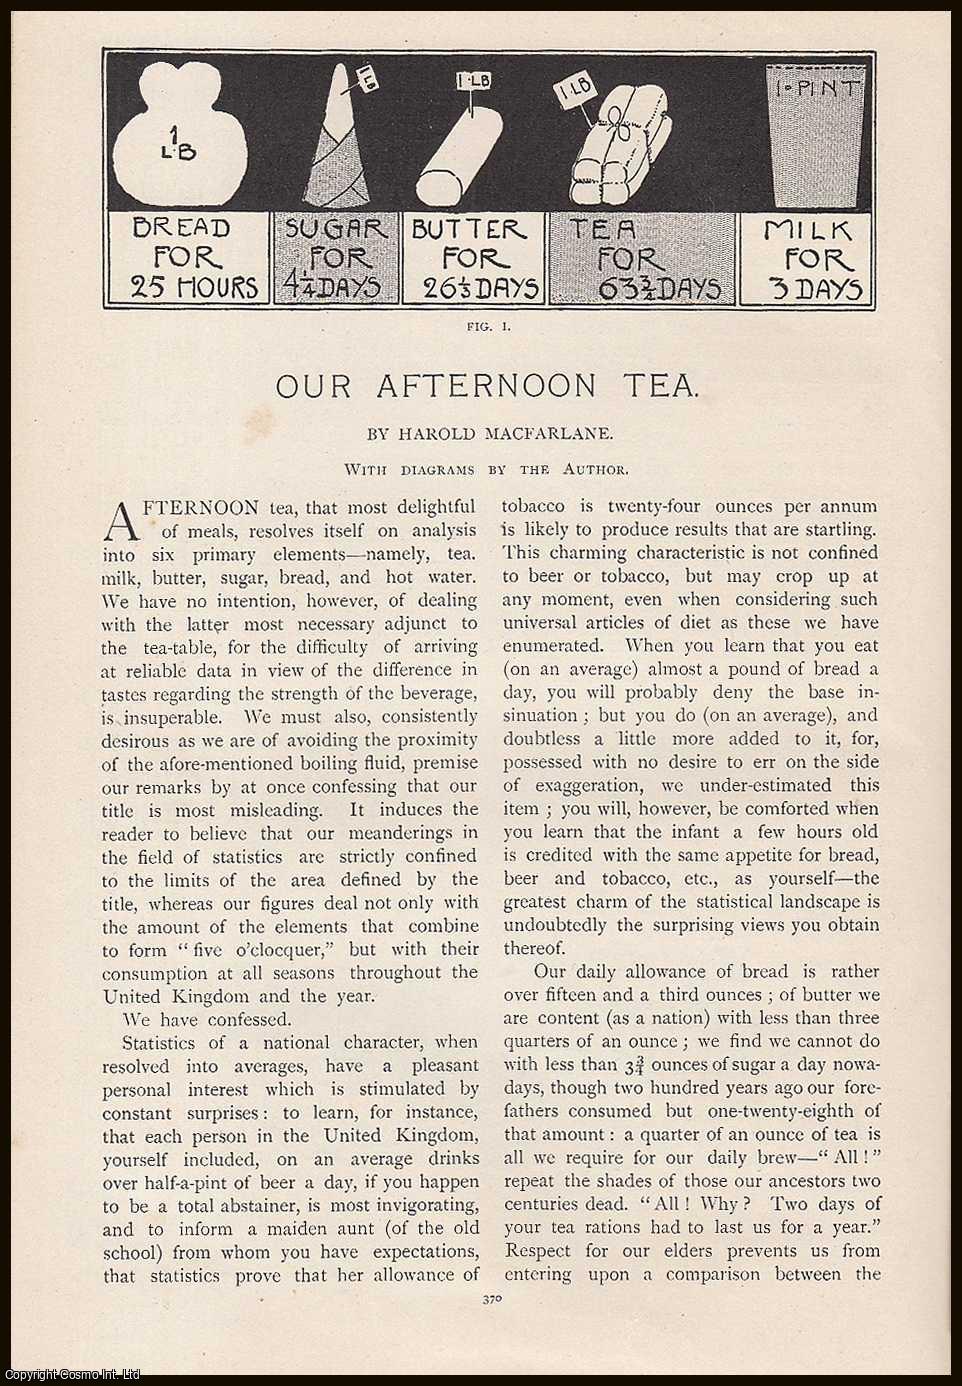 1
L·B
1 LB
1·LB
1·LB
1·PINT
BREAD
FOR
25 HOURS
SUGAR
FOR
4¼DAYS
BUTTER
FOR
26⅓DAYS
TEA
FOR
63¾DAYS
MILK
FOR
3 DAYS
FIG. 1.
OUR AFTERNOON TEA.
BY HAROLD MACFARLANE.
WITH DIAGRAMS BY THE AUTHOR.
AFTERNOON tea, that most delightful
of meals, resolves itself on analysis
into six primary elements—namely, tea.
milk, butter, sugar, bread, and hot water.
We have no intention, however, of dealing
with the latter most necessary adjunct to
the tea-table, for the difficulty of arriving
at reliable data in view of the difference in
tastes regarding the strength of the beverage,
is insuperable. We must also, consistently
desirous as we are of avoiding the proximity
of the afore-mentioned boiling fluid, premise
our remarks by at once confessing that our
title is most misleading. It induces the
reader to believe that our meanderings in
the field of statistics are strictly confined
to the limits of the area defined by the
title, whereas our figures deal not only with
the amount of the elements that combine
to form "five o'clocquer," but with their
consumption at all seasons throughout the
United Kingdom and the year.
We have confessed.
Statistics of a national character, when
resolved into averages, have a pleasant
personal interest which is stimulated by
constant surprises: to learn, for instance,
that each person in the United Kingdom,
yourself included, on an average drinks
over half-a-pint of beer a day, if you happen
to be a total abstainer, is most invigorating,
and to inform a maiden aunt (of the old
school) from whom you have expectations,
that statistics prove that her allowance of
tobacco is twenty-four ounces per annum
is likely to produce results that are startling.
This charming characteristic is not confined
to beer or tobacco, but may crop up at
any moment, even when considering such
universal articles of diet as these we have
enumerated. When you learn that you eat
(on an average) almost a pound of bread a
day, you will probably deny the base in-
sinuation; but you do (on an average), and
doubtless a little more added to it, for,
possessed with no desire to err on the side
of exaggeration, we under-estimated this
item; you will, however, be comforted when
you learn that the infant a few hours old
is credited with the same appetite for bread,
beer and tobacco, etc., as yourself—the
greatest charm of the statistical landscape is
undoubtedly the surprising views you obtain
thereof.
Our daily allowance of bread is rather
over fifteen and a third ounces; of butter we
are content (as a nation) with less than three
quarters of an ounce; we find we cannot do
with less than 3¾ ounces of sugar a day nowa-
days, though two hundred years ago our fore-
fathers consumed but one-twenty-eighth of
that amount: a quarter of an ounce of tea is
all we require for our daily brew—"All!"
repeat the shades of those our ancestors two
centuries dead. "All! Why? Two days of
your tea rations had to last us for a year."
Respect for our elders prevents us from
entering upon a comparison between the
370
Copyright Cosmo Int. Ltd